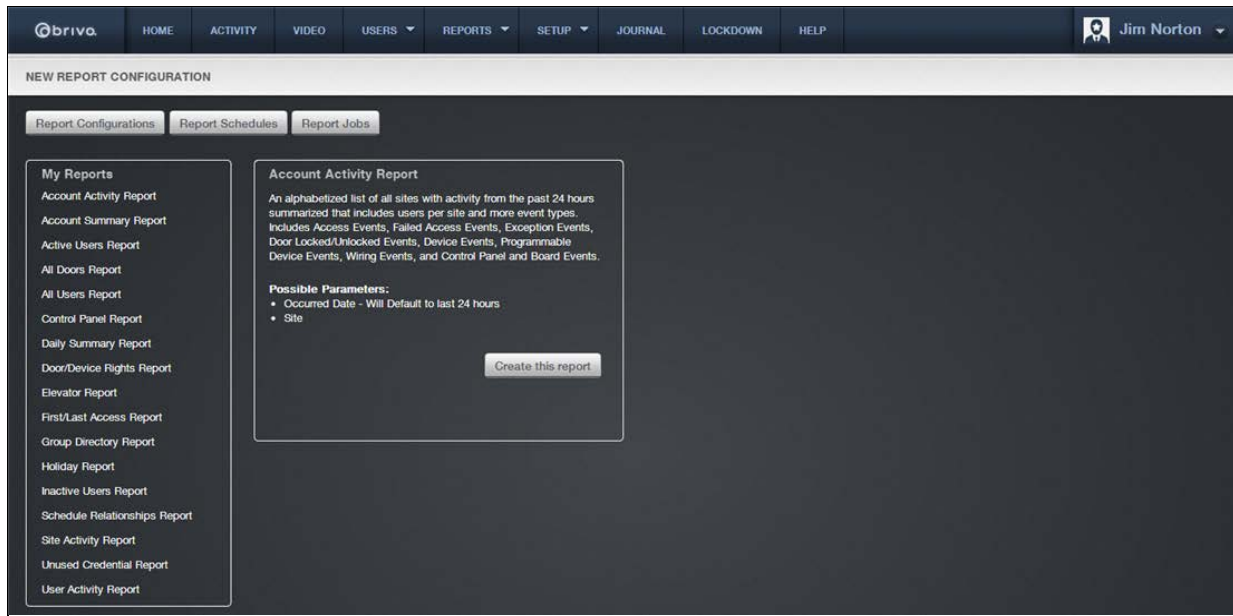 brivo. HOME ACTIVITY VIDEO USERS REPORTS SETUP JOURNAL LOCKDOWN HELP Jim Norton
NEW REPORT CONFIGURATION
Report Configurations Report Schedules Report Jobs
My Reports
Account Activity Report
Account Summary Report
Active Users Report
All Doors Report
All Users Report
Control Panel Report
Daily Summary Report
Door/Device Rights Report
Elevator Report
First/Last Access Report
Group Directory Report
Holiday Report
Inactive Users Report
Schedule Relationships Report
Site Activity Report
Unused Credential Report
User Activity Report
Account Activity Report
An alphabetized list of all sites with activity from the past 24 hours
summarized that includes users per site and more event types.
Includes Access Events, Failed Access Events, Exception Events,
Door Locked/Unlocked Events, Device Events, Programmable
Device Events, Wiring Events, and Control Panel and Board Events.
Possible Parameters:
• Occurred Date - Will Default to last 24 hours
• Site
Create this report